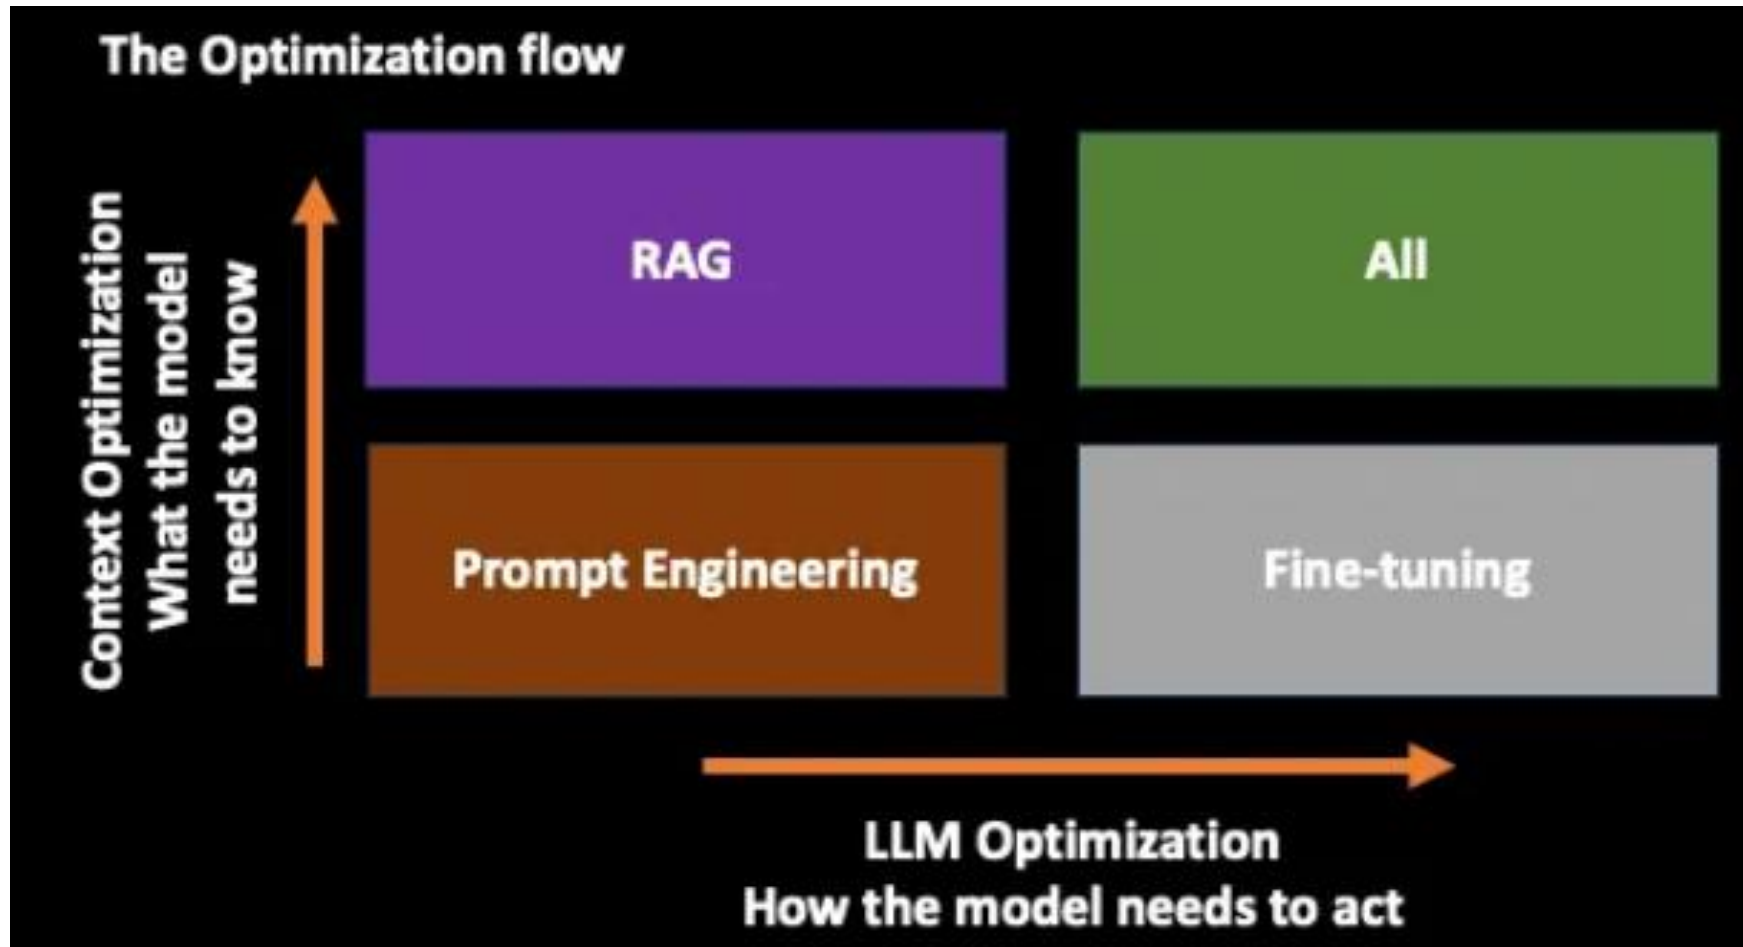 The Optimization flow
Context Optimization
What the model
needs to know
RAG
All
Prompt Engineering
Fine-tuning
LLM Optimization
How the model needs to act